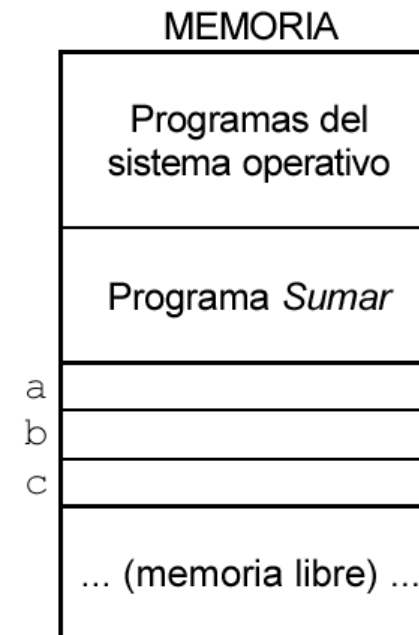 MEMORIA
Programas del
sistema operativo
Programa Sumar
a
b
c
... (memoria libre) ...